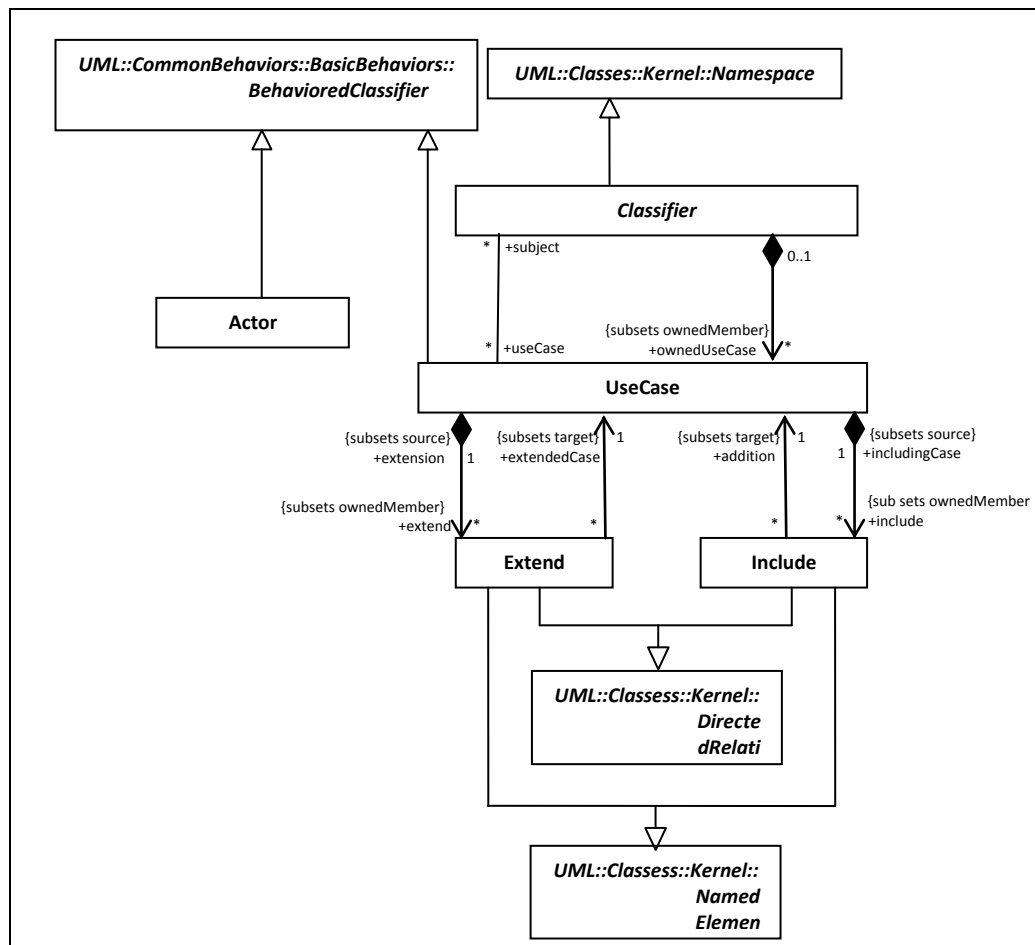 UML::CommonBehaviors::BasicBehaviors::
BehavioredClassifier
UML::Classes::Kernel::Namespace
Classifier
* +subject
0..1
Actor
{subsets ownedMember}
* +useCase
+ownedUseCase *
UseCase
{subsets source}
+extension 1
{subsets target} 1
+extendedCase
{subsets target} 1
+addition
{subsets source}
1 +includingCase
{subsets ownedMember}
+extend *
*
*
{sub sets ownedMember
* +include
Extend
Include
UML::Classess::Kernel::
Directe
dRelati
UML::Classess::Kernel::
Named
Elemen